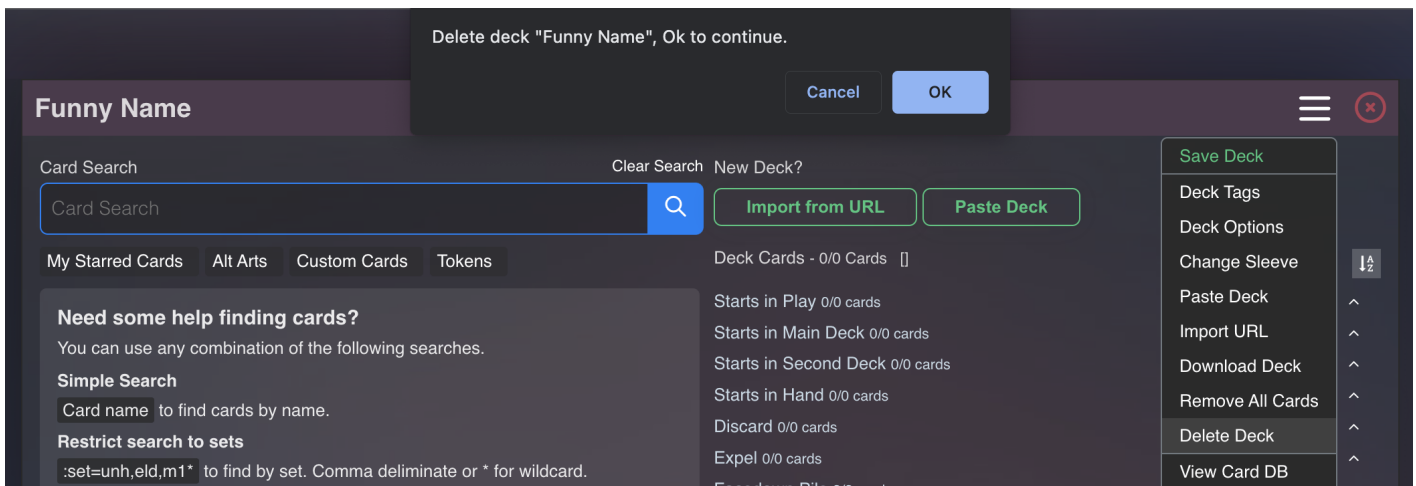 Delete deck "Funny Name", Ok to continue.
Cancel
OK
Funny Name
Card Search
Clear Search
Card Search
My Starred Cards
Alt Arts
Custom Cards
Tokens
Need some help finding cards?
You can use any combination of the following searches.
Simple Search
Card name to find cards by name.
Restrict search to sets
:set=unh,eld,m1* to find by set. Comma deliminate or * for wildcard.
New Deck?
Import from URL
Paste Deck
Deck Cards - 0/0 Cards []
Starts in Play 0/0 cards
Starts in Main Deck 0/0 cards
Starts in Second Deck 0/0 cards
Starts in Hand 0/0 cards
Discard 0/0 cards
Expel 0/0 cards
Save Deck
Deck Tags
Deck Options
Change Sleeve
Paste Deck
Import URL
Download Deck
Remove All Cards
Delete Deck
View Card DB